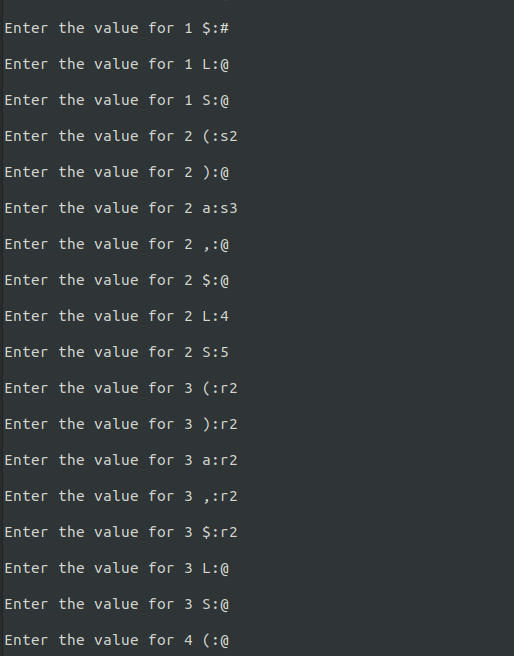 Enter the value for 1 $:#
Enter the value for 1 L:@
Enter the value for 1 S:@
Enter the value for 2 (:s2
Enter the value for 2 ):@
Enter the value for 2 a:s3
Enter the value for 2 ,:@
Enter the value for 2 $:@
Enter the value for 2 L:4
Enter the value for 2 S:5
Enter the value for 3 (:r2
Enter the value for 3 ):r2
Enter the value for 3 a:r2
Enter the value for 3 ,:r2
Enter the value for 3 $:r2
Enter the value for 3 L:@
Enter the value for 3 S:@
Enter the value for 4 (:@